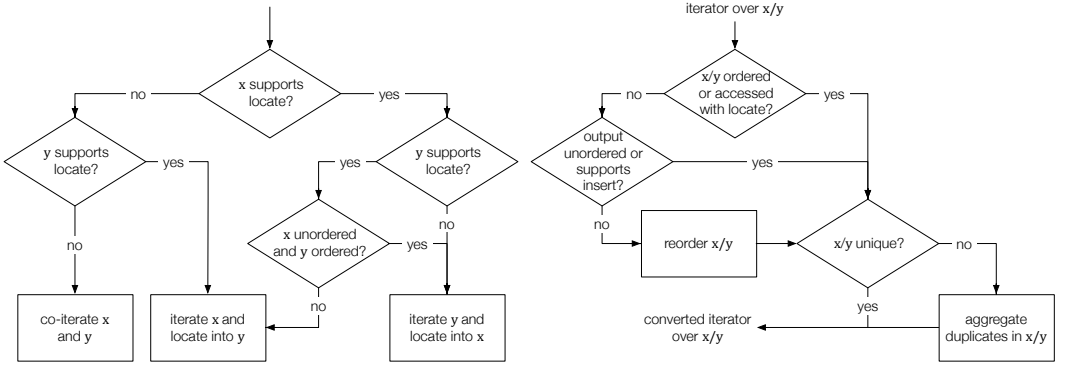 x supports
locate?
no
yes
y supports
locate?
yes
no
y supports
locate?
yes
no
x unordered
and y ordered?
yes
no
co-iterate x
and y
iterate x and
locate into y
iterate y and
locate into x
iterator over x/y
x/y ordered
or accessed
with locate?
no
yes
output
unordered or
supports
insert?
yes
no
reorder x/y
x/y unique?
no
yes
aggregate
duplicates in x/y
converted iterator
over x/y